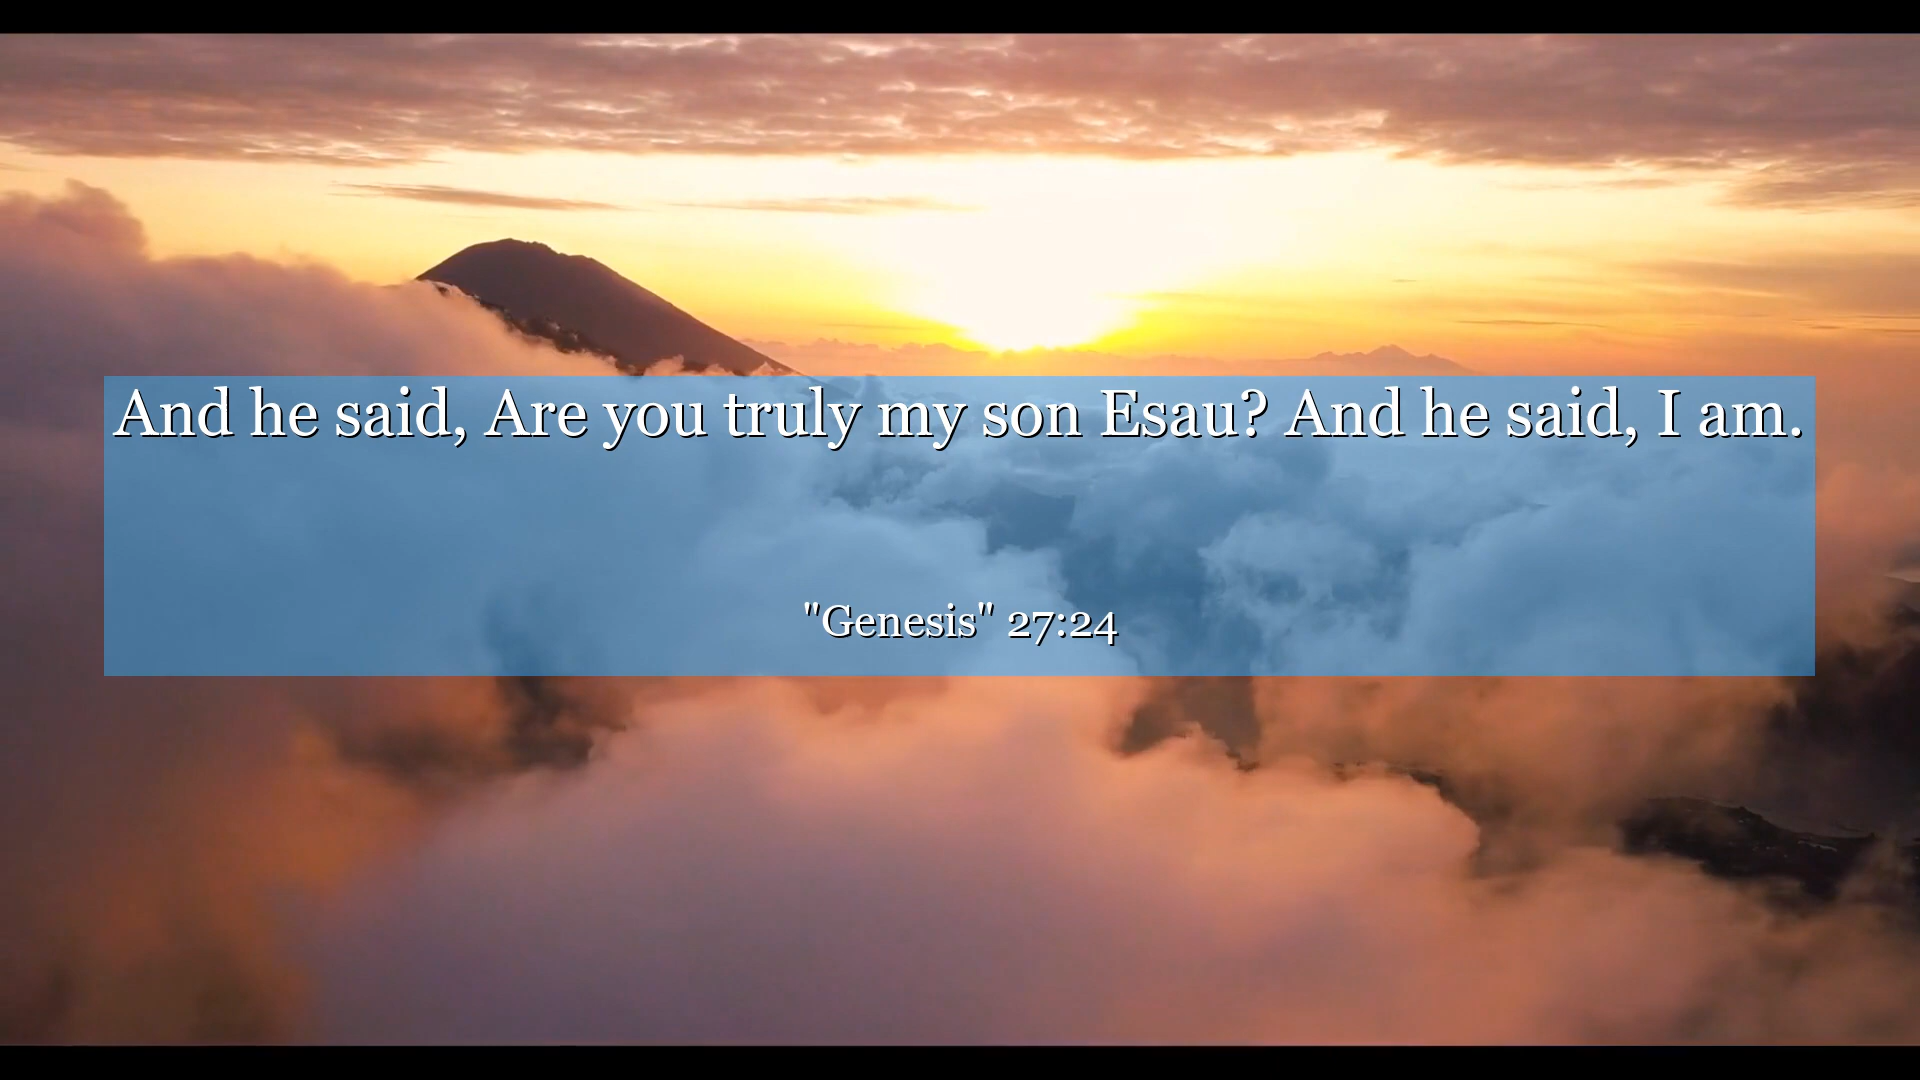 And he said, Are you truly my son Esau? And he said, I am.
"Genesis" 27:24